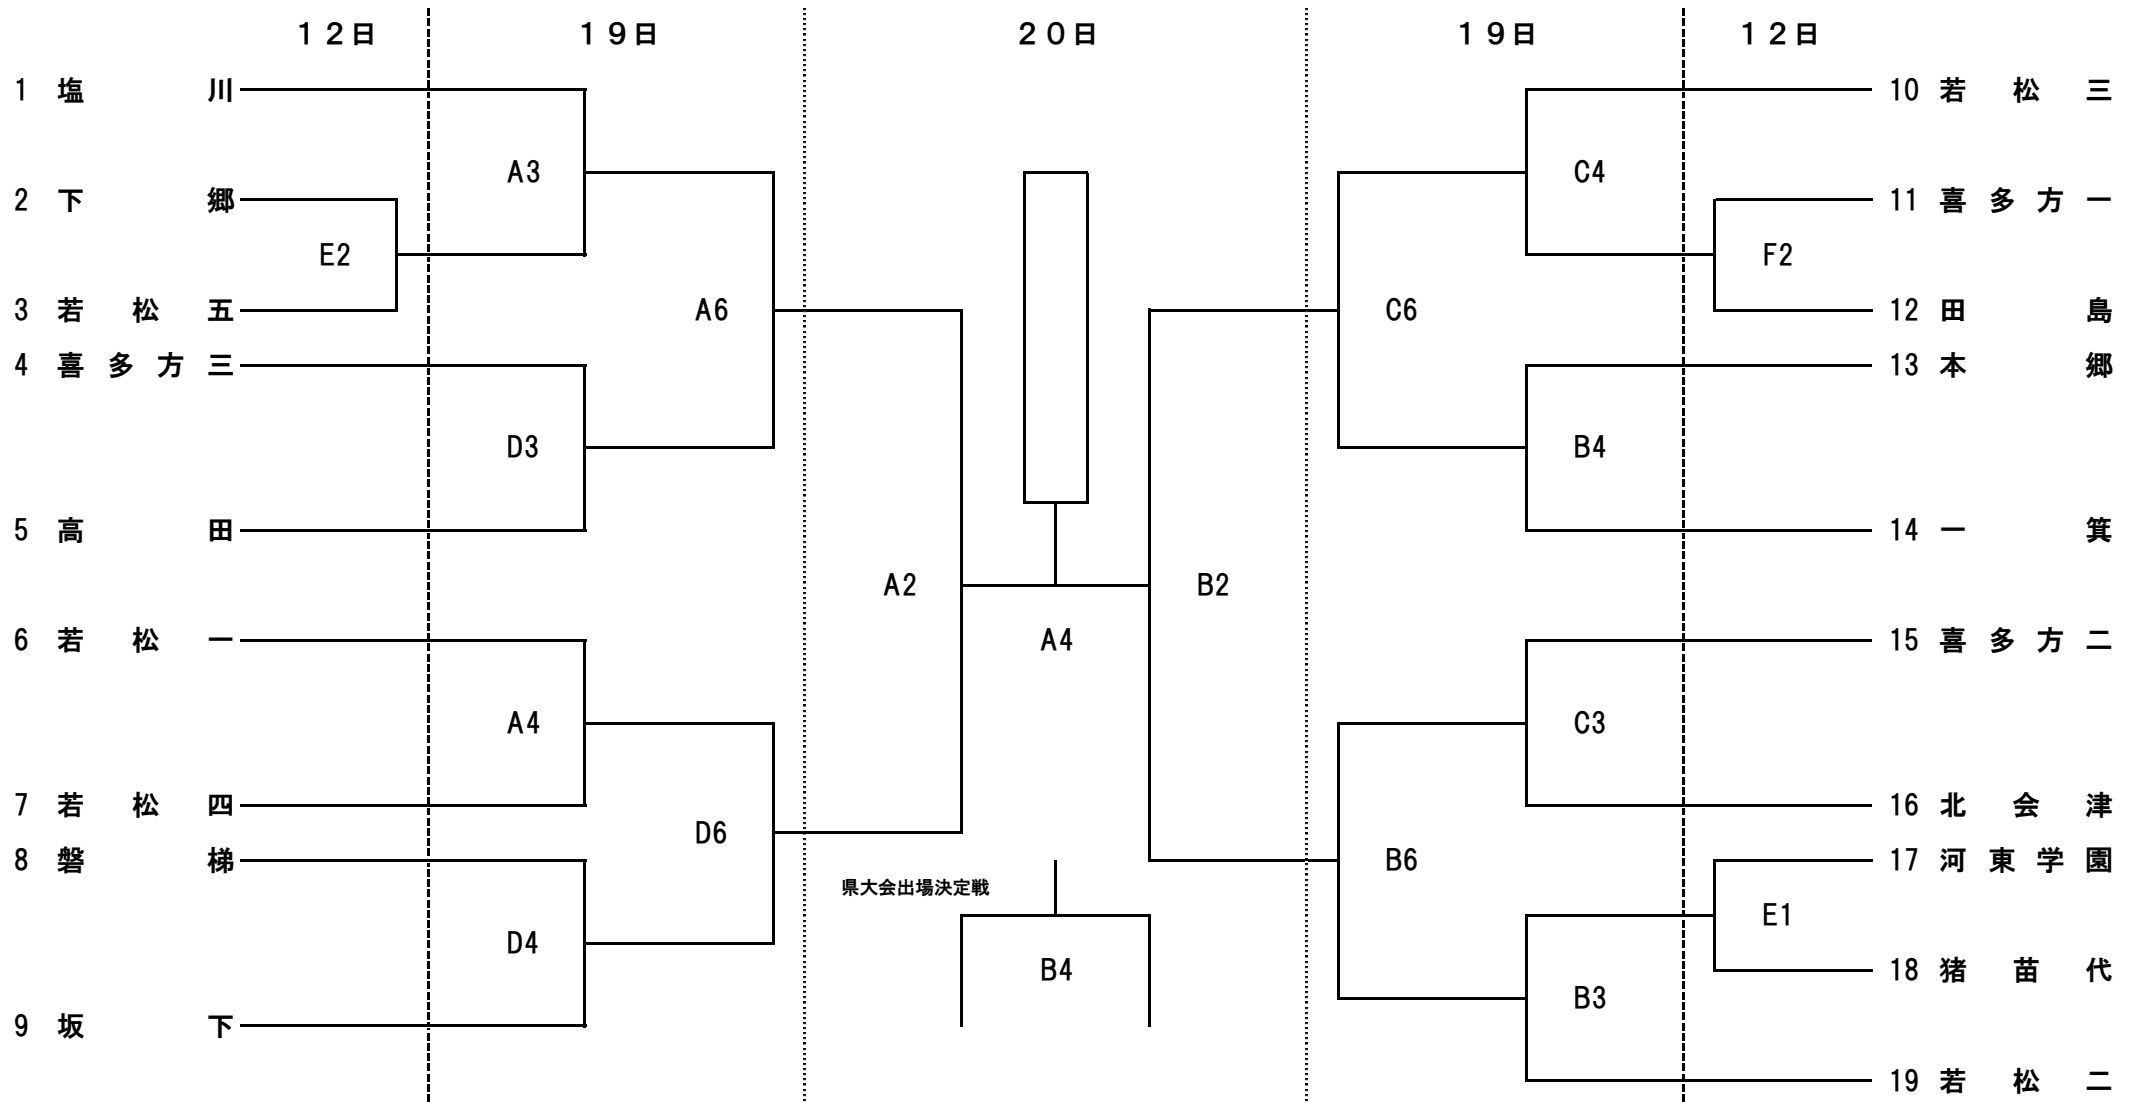 １２日 １９日 ２０日 １９日 １２日
1 塩川 10 若松三
A3 C4
2 下郷 11 喜多方一
E2 F2
3 若松五 A6 C6 12 田島
4 喜多方三 13 本郷
D3 B4
5 高田 14 一箕
A2 B2
6 若松一 A4 15 喜多方二
A4 C3
7 若松四 16 北会津
D6
8 磐梯 B6 17 河東学園
県大会出場決定戦
E1
D4
B4 18 猪苗代
B3
9 坂下
19 若松二